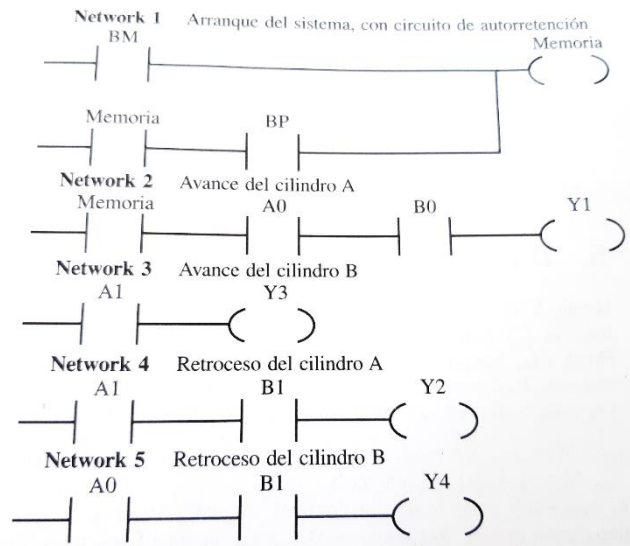 Network 1 Arranque del sistema, con circuito de autorretención
BM Memoria
Memoria BP
Network 2 Avance del cilindro A
Memoria A0 B0 Y1
Network 3 Avance del cilindro B
A1 Y3
Network 4 Retroceso del cilindro A
A1 B1 Y2
Network 5 Retroceso del cilindro B
A0 B1 Y4